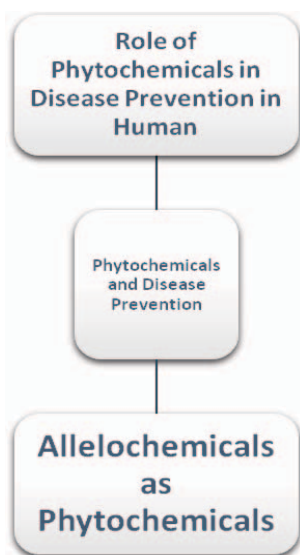 Role of
Phytochemicals in
Disease Prevention in
Human
Phytochemicals
and Disease
Prevention
Allelochemicals
as
Phytochemicals